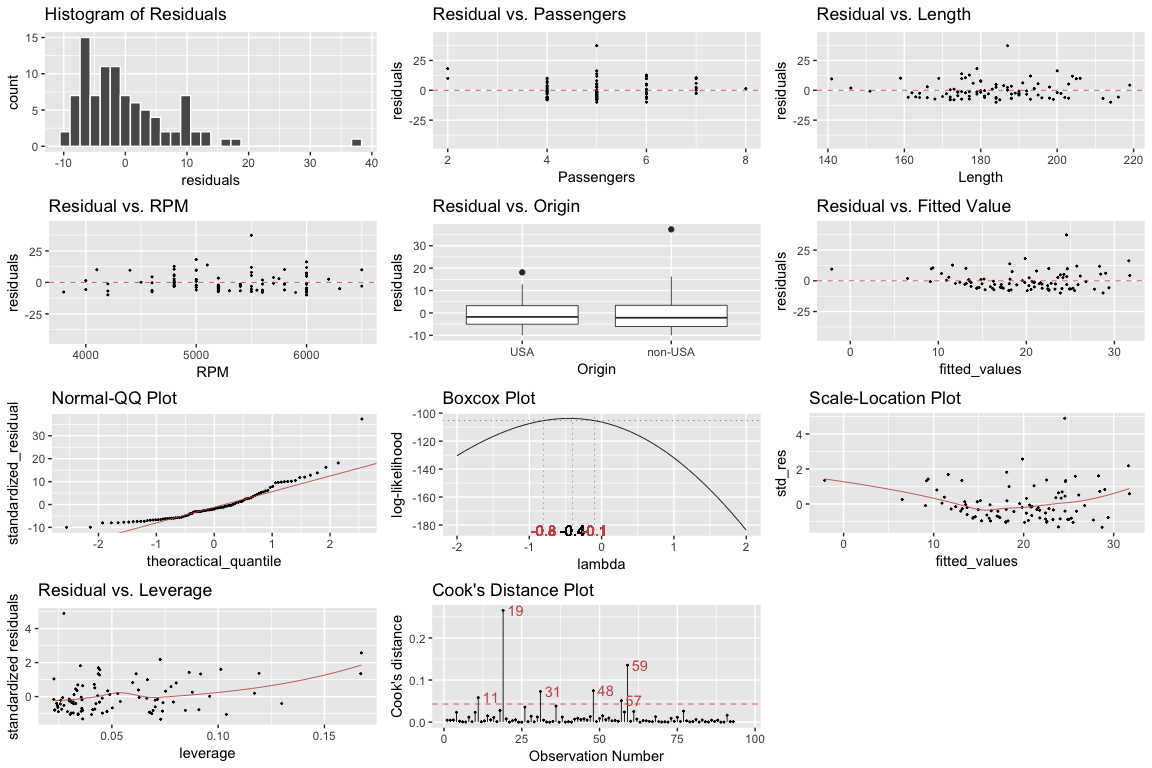 Histogram of Residuals
count
15
10
5
0
-10 0 10 20 30 40
residuals
Residual vs. Passengers
residuals
25
0
-25
2 4 6 8
Passengers
Residual vs. Length
residuals
25
0
-25
140 160 180 200 220
Length
Residual vs. RPM
residuals
25
0
-25
4000 5000 6000
RPM
Residual vs. Origin
residuals
30
20
10
0
-10
USA non-USA
Origin
Residual vs. Fitted Value
residuals
25
0
-25
0 10 20 30
fitted_values
Normal-QQ Plot
standardized_residual
30
20
10
0
-10
-2 -1 0 1 2
theoractical_quantile
Boxcox Plot
log-likelihood
-100
-120
-140
-160
-180
-0.8 -0.4 -0.1
-2 -1 0 1 2
lambda
Scale-Location Plot
std_res
4
2
0
0 10 20 30
fitted_values
Residual vs. Leverage
standardized residuals
4
2
0
0.05 0.10 0.15
leverage
Cook's Distance Plot
Cook's distance
0.2
0.1
0.0
19
59
11 31 48 57
0 25 50 75 100
Observation Number